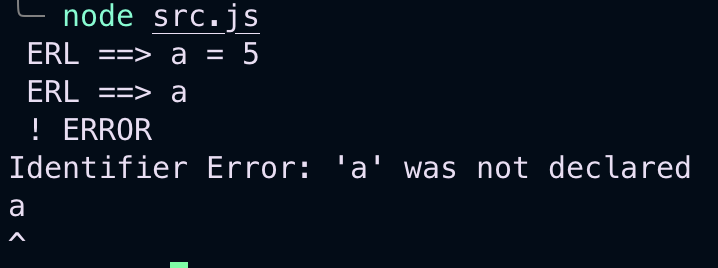 node src.js
ERL ==> a = 5
ERL ==> a
! ERROR
Identifier Error: 'a' was not declared
a
^